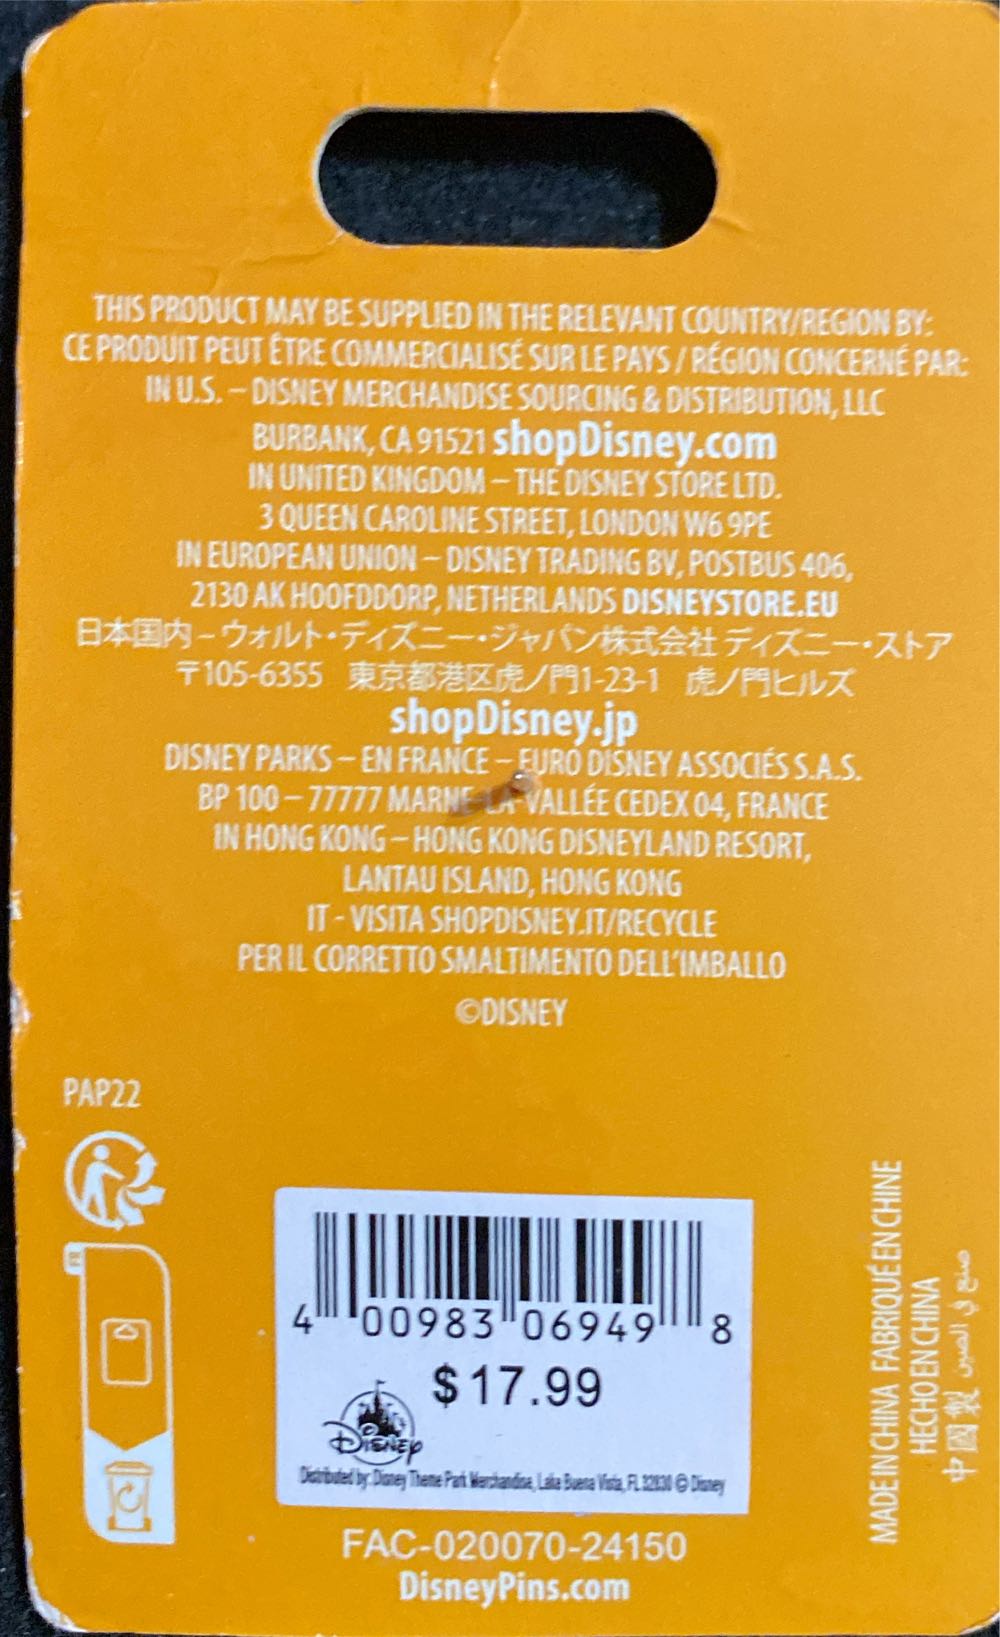 THIS PRODUCT MAY BE SUPPLIED IN THE RELEVANT COUNTRY/REGION BY:
CE PRODUIT PEUT ÊTRE COMMERCIALISÉ SUR LE PAYS / RÉGION CONCERNÉ PAR:
IN U.S. – DISNEY MERCHANDISE SOURCING & DISTRIBUTION, LLC
BURBANK, CA 91521 shopDisney.com
IN UNITED KINGDOM – THE DISNEY STORE LTD.
3 QUEEN CAROLINE STREET, LONDON W6 9PE
IN EUROPEAN UNION – DISNEY TRADING BV, POSTBUS 406,
2130 AK HOOFDDORP, NETHERLANDS DISNEYSTORE.EU
日本国内 – ウォルト・ディズニー・ジャパン株式会社 ディズニー・ストア
〒105-6355 東京都港区虎ノ門1-23-1 虎ノ門ヒルズ
shopDisney.jp
DISNEY PARKS – EN FRANCE – EURO DISNEY ASSOCIÉS S.A.S.
BP 100 – 77777 MARNE-LA-VALLÉE CEDEX 04, FRANCE
IN HONG KONG – HONG KONG DISNEYLAND RESORT,
LANTAU ISLAND, HONG KONG
IT - VISITA SHOPDISNEY.IT/RECYCLE
PER IL CORRETTO SMALTIMENTO DELL'IMBALLO
©DISNEY
PAP22
4 00983 06949 8
$17.99
DISNEY
Distributed by: Disney Theme Park Merchandise, Lake Buena Vista, FL 32830 © Disney
FAC-020070-24150
DisneyPins.com
MADE IN CHINA FABRIQUÉ EN CHINE
HECHO EN CHINA
中國製 صنع في الصين